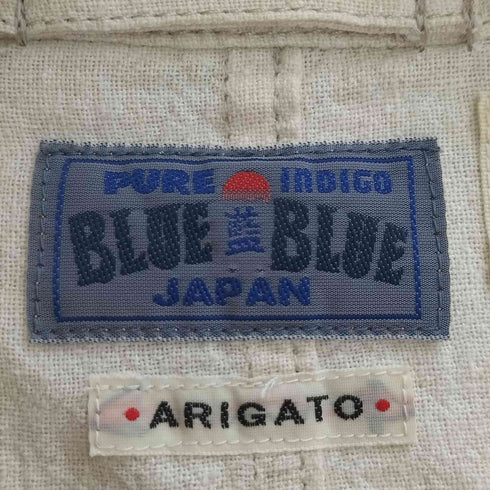 PURE INDIGO
BLUE 藍 BLUE
JAPAN
ARIGATO